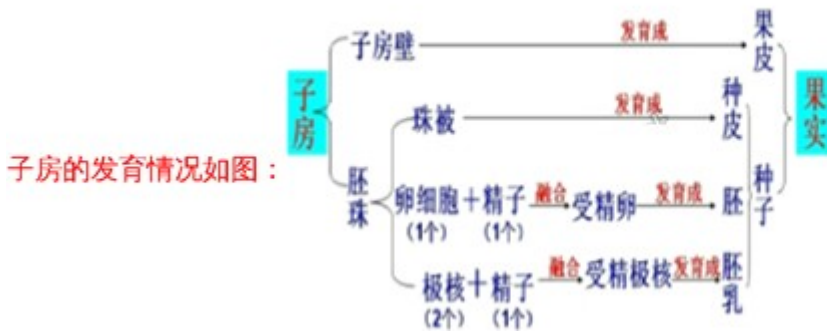 子房的发育情况如图：
子房
子房壁 发育成 果皮
胚珠
珠被 发育成 种皮
卵细胞＋精子 融合 受精卵 发育成 胚
(1个) (1个)
极核＋精子 融合 受精极核 发育成 胚乳
(2个) (1个)
种子
果实